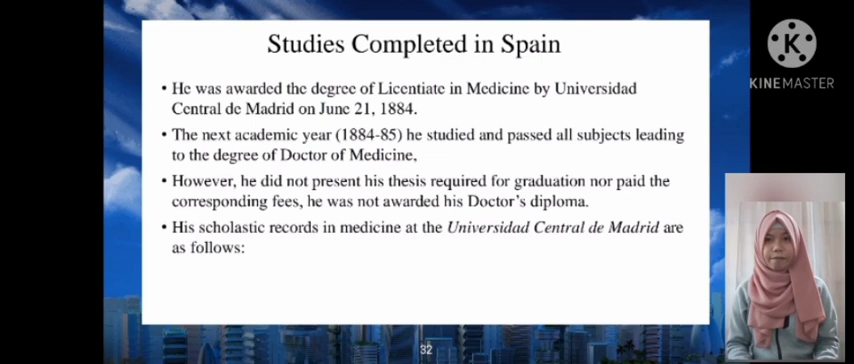 Studies Completed in Spain
• He was awarded the degree of Licentiate in Medicine by Universidad
Central de Madrid on June 21, 1884.
• The next academic year (1884-85) he studied and passed all subjects leading
to the degree of Doctor of Medicine,
• However, he did not present his thesis required for graduation nor paid the
corresponding fees, he was not awarded his Doctor's diploma.
• His scholastic records in medicine at the Universidad Central de Madrid are
as follows:
32
K
KINEMASTER